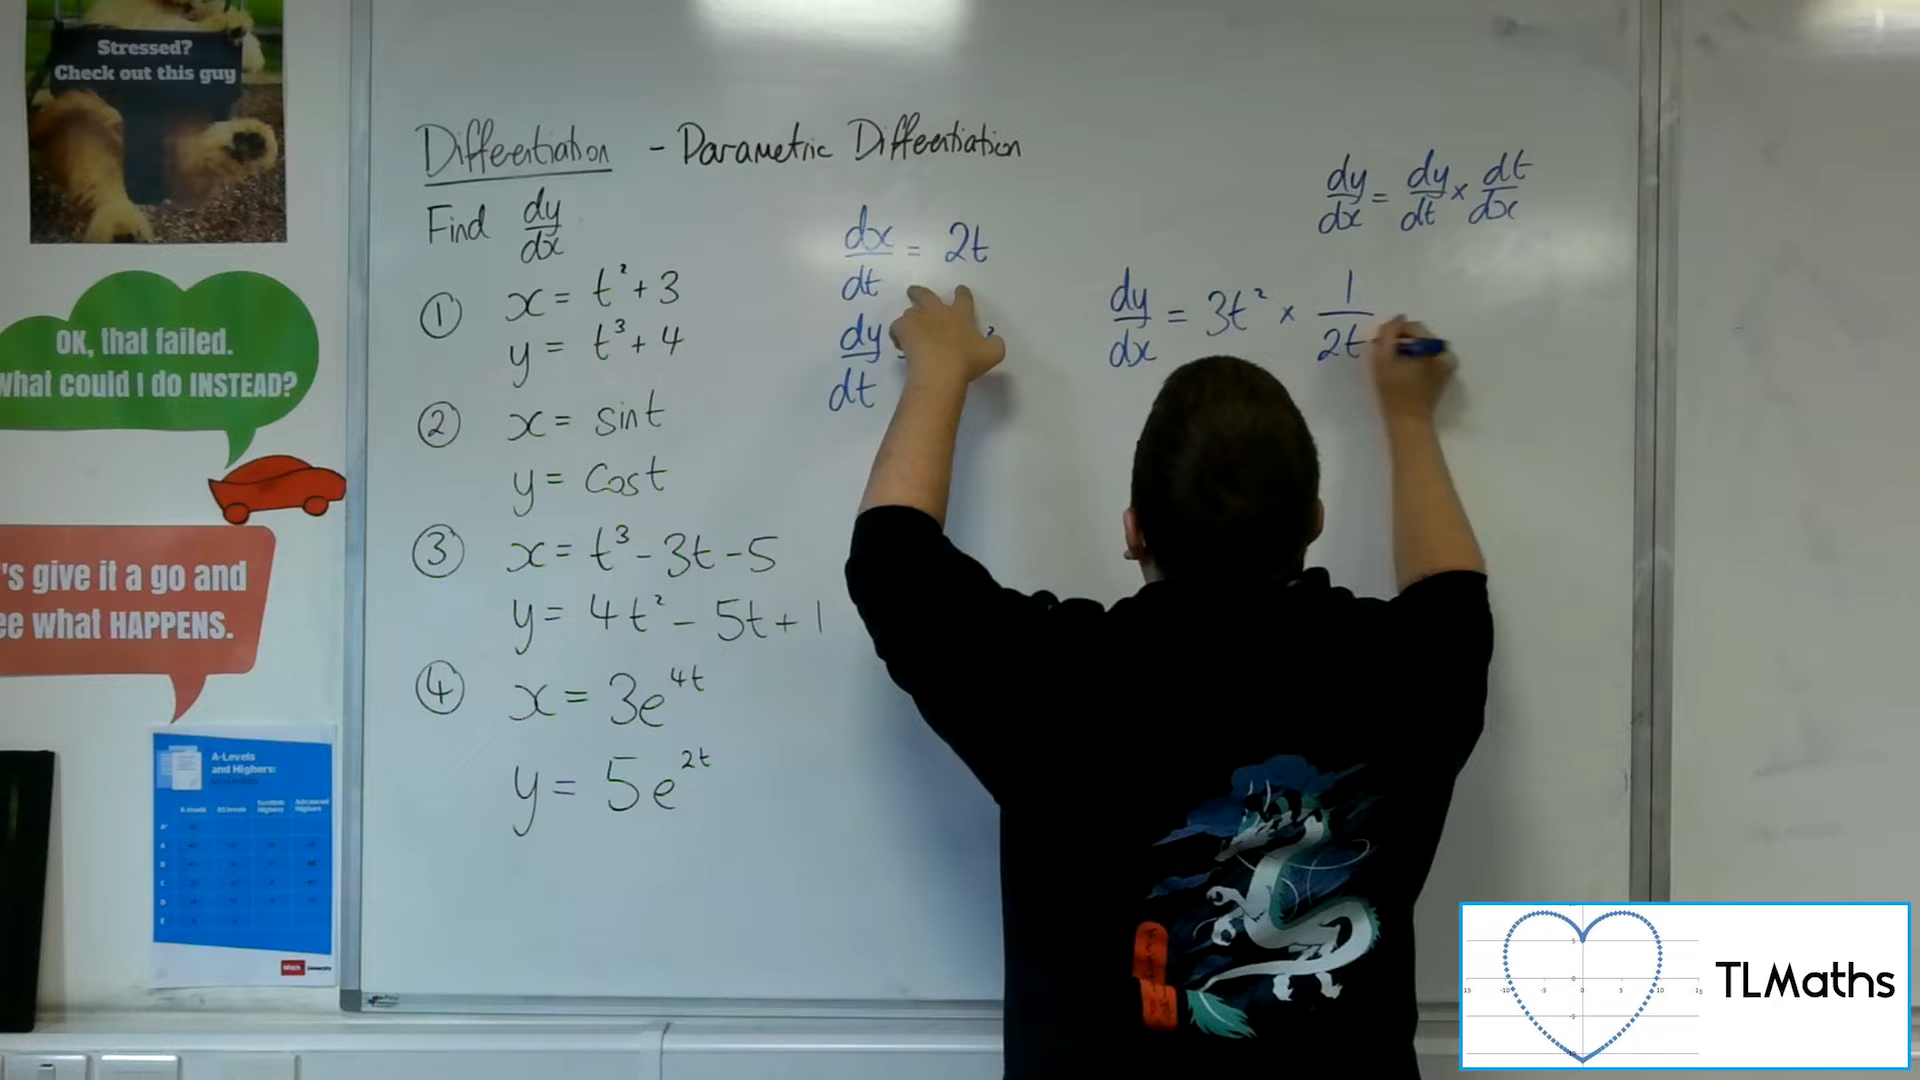 Stressed?
Check out this guy
OK, that failed.
What could I do INSTEAD?
's give it a go and
ee what HAPPENS.
A-Levels
and Highers:
Differentiation - Parametric Differentiation
Find dy/dx
① x = t² + 3
y = t³ + 4
② x = sin t
y = cos t
③ x = t³ - 3t - 5
y = 4t² - 5t + 1
④ x = 3e^4t
y = 5e^2t
dx/dt = 2t
dy/dt
dy/dx = dy/dt × dt/dx
dy/dx = 3t² × 1/2t
TLMaths